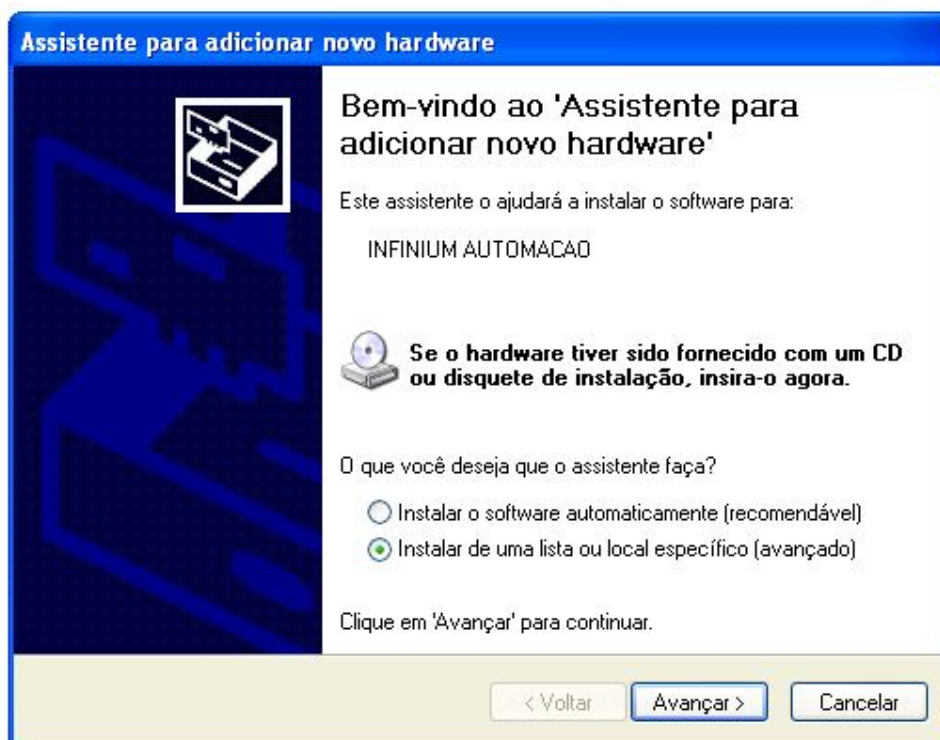 Assistente para adicionar novo hardware
Bem-vindo ao 'Assistente para
adicionar novo hardware'
Este assistente o ajudará a instalar o software para:
INFINIUM AUTOMACAO
Se o hardware tiver sido fornecido com um CD
ou disquete de instalação, insira-o agora.
O que você deseja que o assistente faça?
Instalar o software automaticamente (recomendável)
Instalar de uma lista ou local específico (avançado)
Clique em 'Avançar' para continuar.
< Voltar Avançar > Cancelar